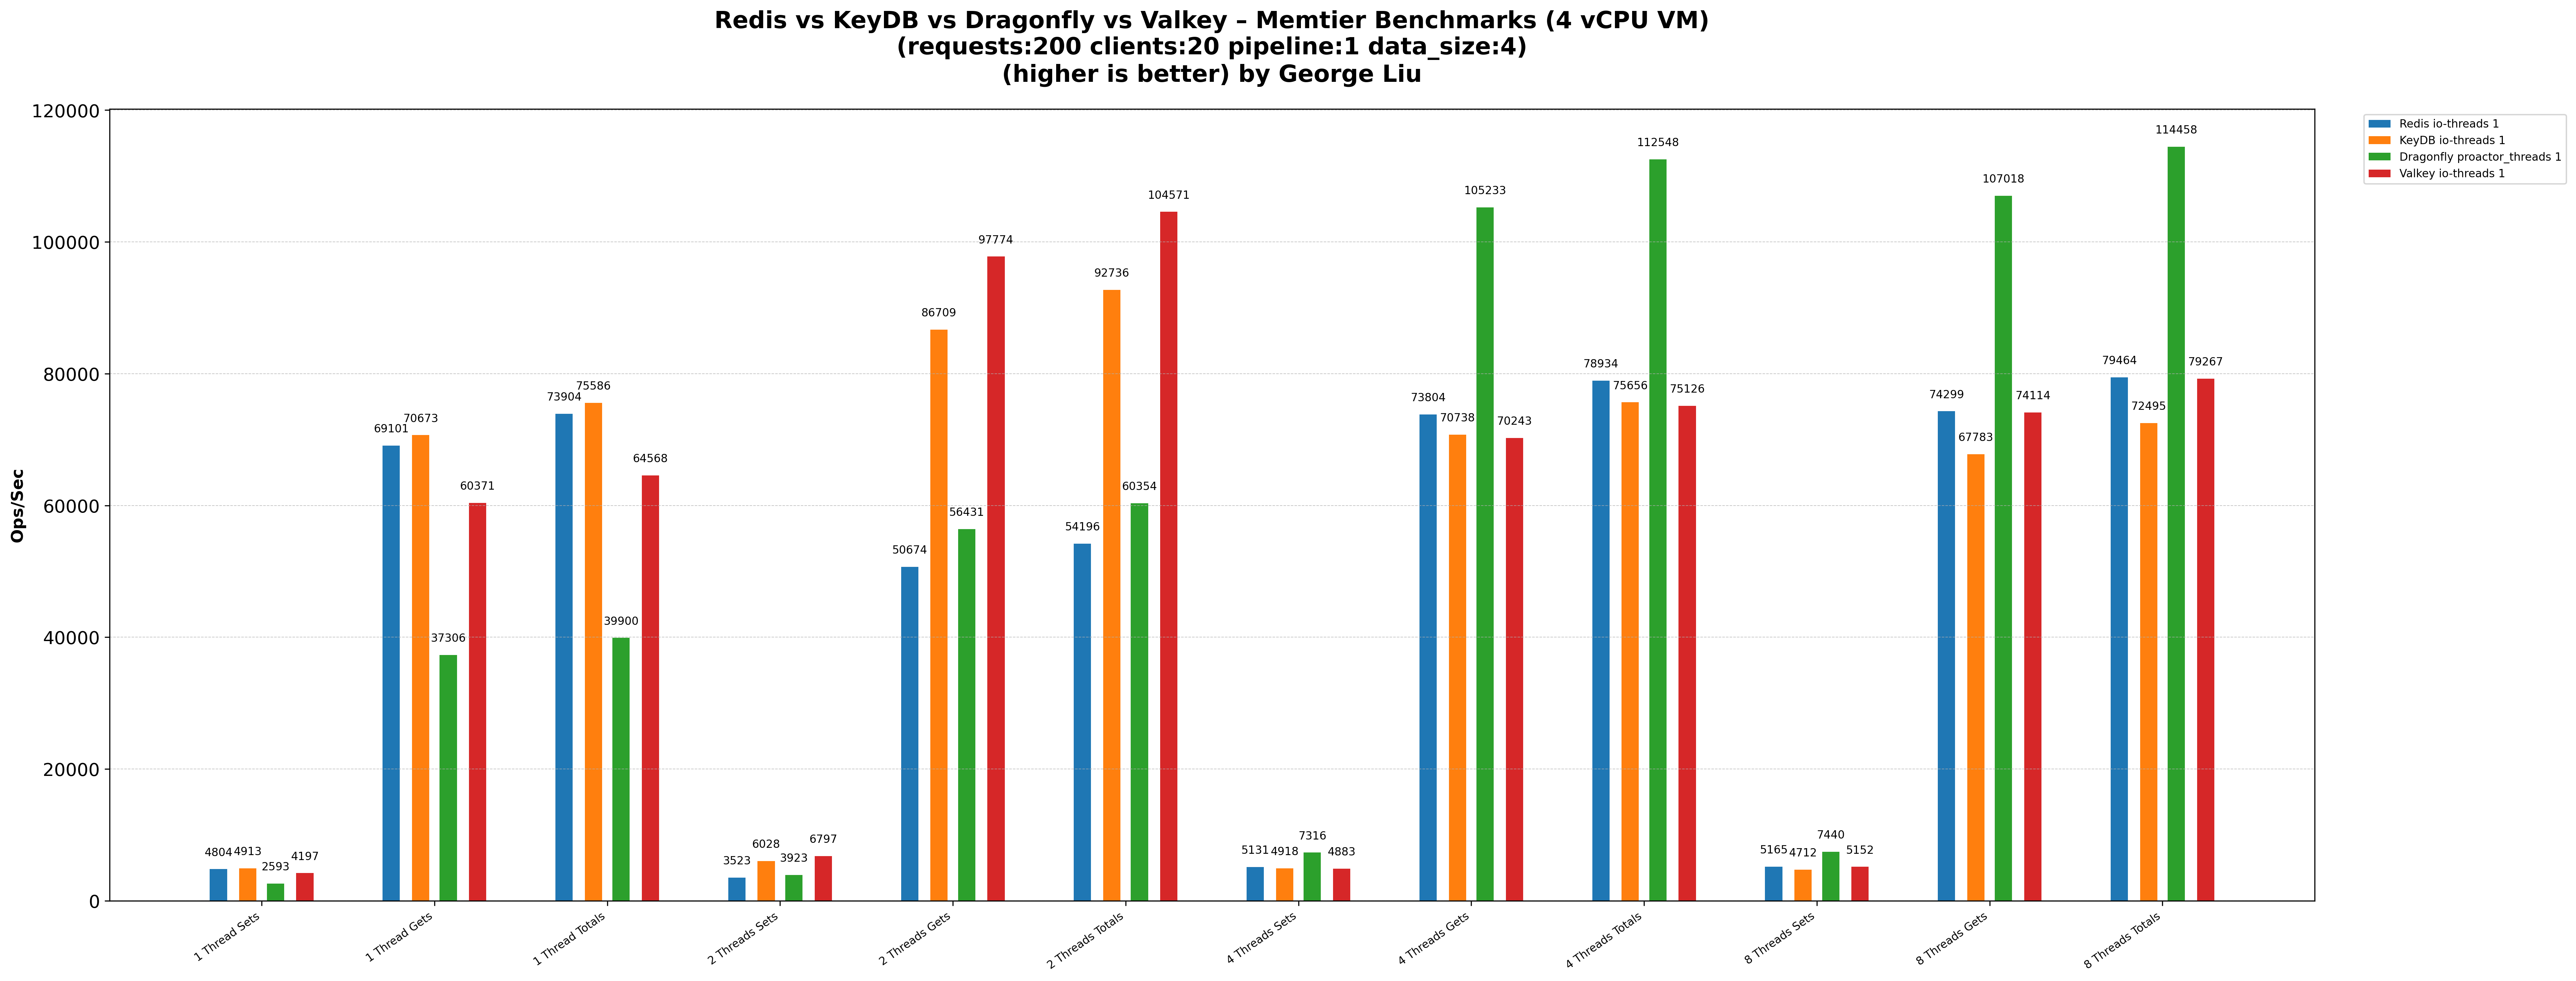 Redis vs KeyDB vs Dragonfly vs Valkey – Memtier Benchmarks (4 vCPU VM)
(requests:200 clients:20 pipeline:1 data_size:4)
(higher is better) by George Liu
Redis io-threads 1
KeyDB io-threads 1
Dragonfly proactor_threads 1
Valkey io-threads 1
Ops/Sec
120000
100000
80000
60000
40000
20000
0
4804 4913 2593 4197
69101 70673 37306 60371
73904 75586 39900 64568
3523 6028 3923 6797
50674 86709 56431 97774
54196 92736 60354 104571
5131 4918 7316 4883
73804 70738 105233 70243
78934 75656 112548 75126
5165 4712 7440 5152
74299 67783 107018 74114
79464 72495 114458 79267
1 Thread Sets
1 Thread Gets
1 Thread Totals
2 Threads Sets
2 Threads Gets
2 Threads Totals
4 Threads Sets
4 Threads Gets
4 Threads Totals
8 Threads Sets
8 Threads Gets
8 Threads Totals